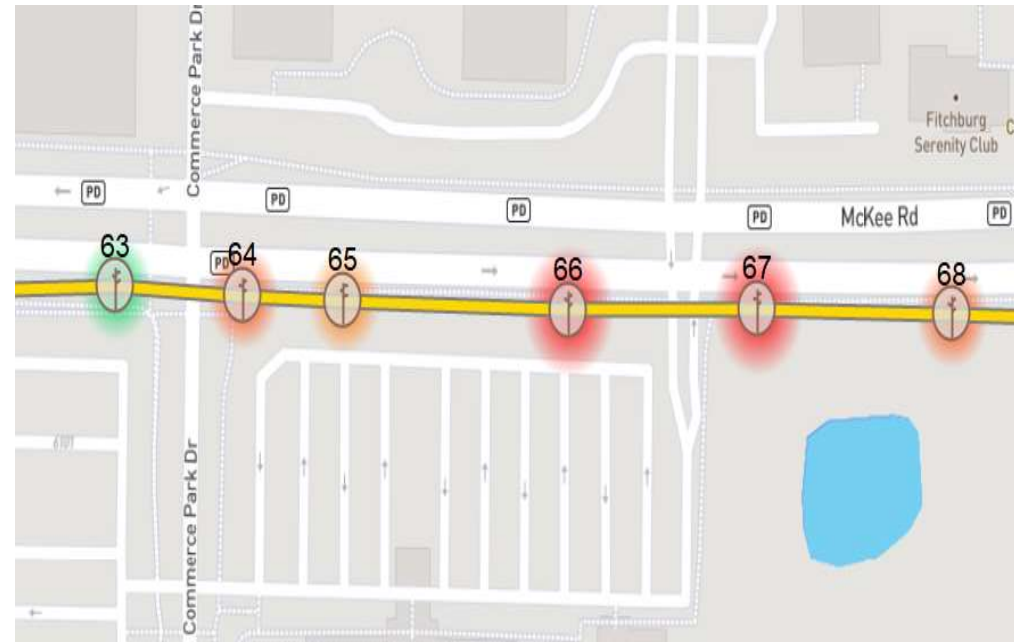 Commerce Park Dr
Fitchburg
Serenity Club
C
PD
PD
PD
PD
McKee Rd
PD
PD
63
64
65
66
67
68
Commerce Park Dr